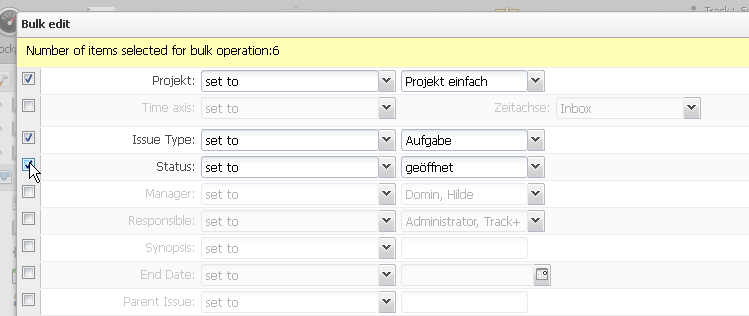 Bulk edit
Number of items selected for bulk operation:6
Projekt: set to Projekt einfach
Time axis: set to Zeitachse: Inbox
Issue Type: set to Aufgabe
Status: set to geöffnet
Manager: set to Domin, Hilde
Responsible: set to Administrator, Track+
Synopsis: set to
End Date: set to
Parent Issue: set to